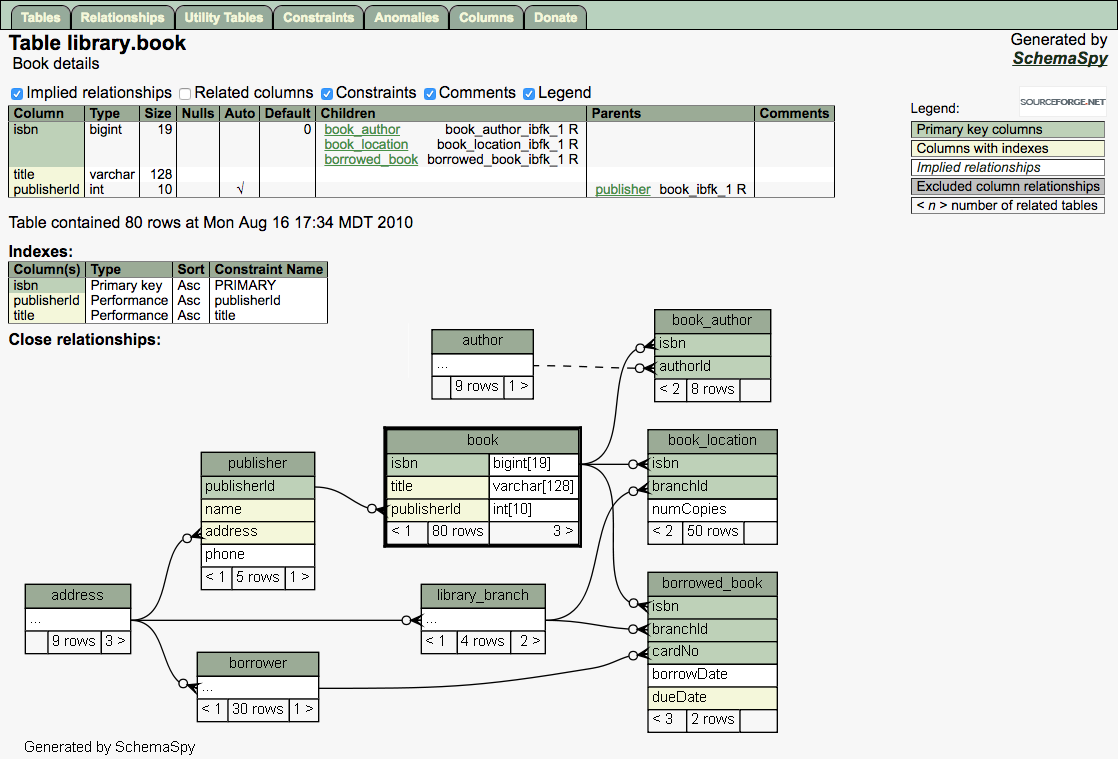 Tables Relationships Utility Tables Constraints Anomalies Columns Donate
Table library.book
Book details
Generated by
SchemaSpy
Implied relationships Related columns Constraints Comments Legend
Column Type Size Nulls Auto Default Children Parents Comments
isbn bigint 19 0 book_author book_author_ibfk_1 R
book_location book_location_ibfk_1 R
borrowed_book borrowed_book_ibfk_1 R
title varchar 128
publisherId int 10 √ publisher book_ibfk_1 R
SOURCEFORGE.NET
Legend:
Primary key columns
Columns with indexes
Implied relationships
Excluded column relationships
< n > number of related tables
Table contained 80 rows at Mon Aug 16 17:34 MDT 2010
Indexes:
Column(s) Type Sort Constraint Name
isbn Primary key Asc PRIMARY
publisherId Performance Asc publisherId
title Performance Asc title
Close relationships:
author
...
9 rows 1 >
book_author
isbn
authorId
< 2 8 rows
book
isbn bigint[19]
title varchar[128]
publisherId int[10]
< 1 80 rows 3 >
book_location
isbn
branchId
numCopies
< 2 50 rows
publisher
publisherId
name
address
phone
< 1 5 rows 1 >
address
...
9 rows 3 >
library_branch
...
< 1 4 rows 2 >
borrowed_book
isbn
branchId
cardNo
borrowDate
dueDate
< 3 2 rows
borrower
...
< 1 30 rows 1 >
Generated by SchemaSpy